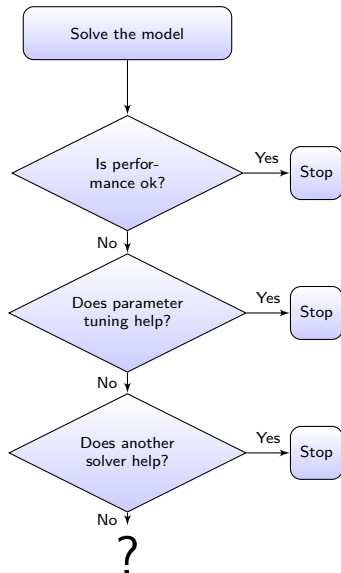 Solve the model
Is perfor-
mance ok?
Yes
Stop
No
Does parameter
tuning help?
Yes
Stop
No
Does another
solver help?
Yes
Stop
No
?